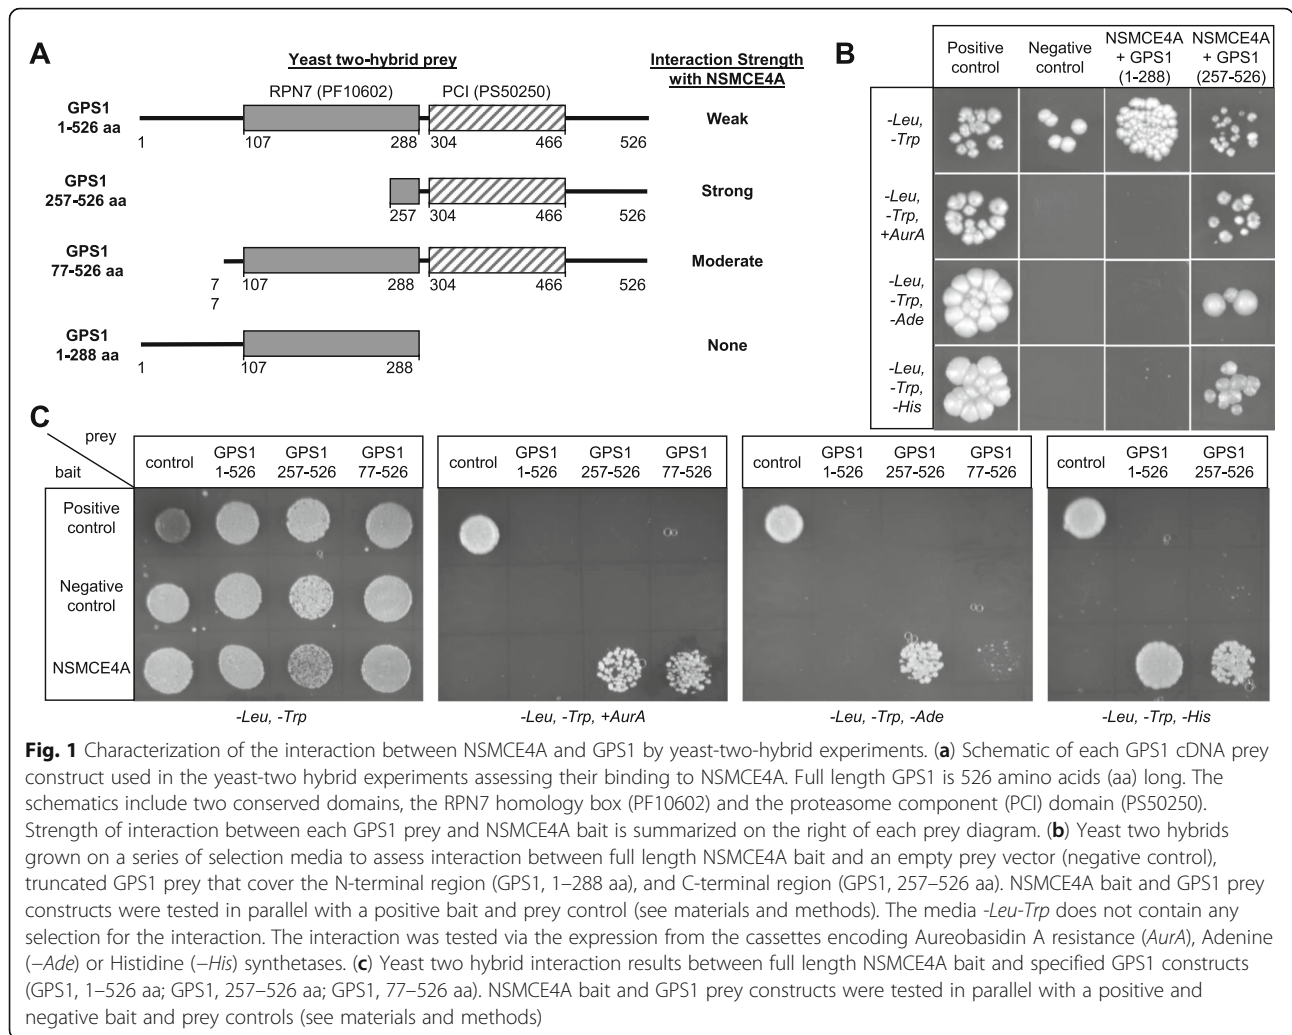 A
Yeast two-hybrid prey
Interaction Strength
with NSMCE4A
RPN7 (PF10602)
PCI (PS50250)
GPS1
1-526 aa
1
107
288
304
466
526
Weak
GPS1
257-526 aa
257
304
466
526
Strong
GPS1
77-526 aa
7
7
107
288
304
466
526
Moderate
GPS1
1-288 aa
1
107
288
None
B
Positive
control
Negative
control
NSMCE4A
+ GPS1
(1-288)
NSMCE4A
+ GPS1
(257-526)
-Leu,
-Trp
-Leu,
-Trp,
+AurA
-Leu,
-Trp,
-Ade
-Leu,
-Trp,
-His
C
prey
bait
control
GPS1
1-526
GPS1
257-526
GPS1
77-526
control
GPS1
1-526
GPS1
257-526
GPS1
77-526
control
GPS1
1-526
GPS1
257-526
GPS1
77-526
control
GPS1
1-526
GPS1
257-526
Positive
control
Negative
control
NSMCE4A
-Leu, -Trp
-Leu, -Trp, +AurA
-Leu, -Trp, -Ade
-Leu, -Trp, -His
Fig. 1 Characterization of the interaction between NSMCE4A and GPS1 by yeast-two-hybrid experiments. (a) Schematic of each GPS1 cDNA prey
construct used in the yeast-two hybrid experiments assessing their binding to NSMCE4A. Full length GPS1 is 526 amino acids (aa) long. The
schematics include two conserved domains, the RPN7 homology box (PF10602) and the proteasome component (PCI) domain (PS50250).
Strength of interaction between each GPS1 prey and NSMCE4A bait is summarized on the right of each prey diagram. (b) Yeast two hybrids
grown on a series of selection media to assess interaction between full length NSMCE4A bait and an empty prey vector (negative control),
truncated GPS1 prey that cover the N-terminal region (GPS1, 1–288 aa), and C-terminal region (GPS1, 257–526 aa). NSMCE4A bait and GPS1 prey
constructs were tested in parallel with a positive bait and prey control (see materials and methods). The media -Leu-Trp does not contain any
selection for the interaction. The interaction was tested via the expression from the cassettes encoding Aureobasidin A resistance (AurA), Adenine
(−Ade) or Histidine (−His) synthetases. (c) Yeast two hybrid interaction results between full length NSMCE4A bait and specified GPS1 constructs
(GPS1, 1–526 aa; GPS1, 257–526 aa; GPS1, 77–526 aa). NSMCE4A bait and GPS1 prey constructs were tested in parallel with a positive and
negative bait and prey controls (see materials and methods)